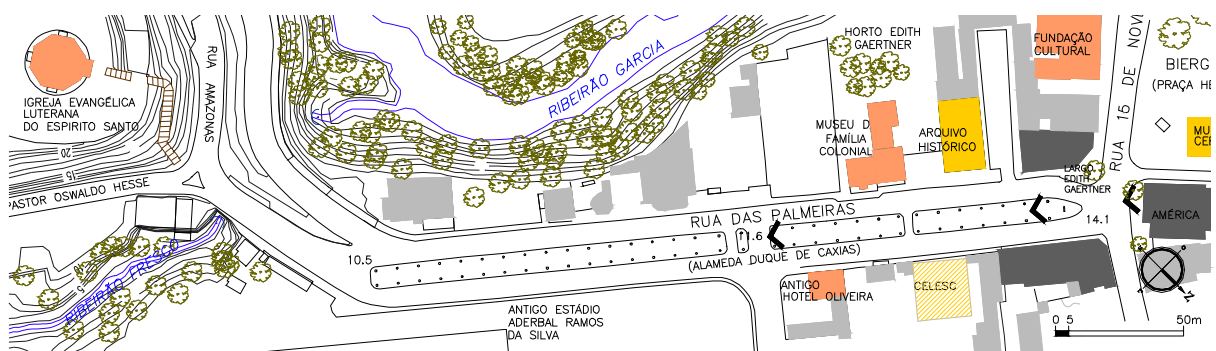 IGREJA EVANGÉLICA
LUTERANA
DO ESPIRITO SANTO
20
15
PASTOR OSWALDO HESSE
RUA AMAZONAS
RIBEIRÃO FRESCO
5
10.5
RIBEIRÃO GARCIA
HORTO EDITH
GAERTNER
FUNDAÇÃO
CULTURAL
MUSEU D
FAMÍLIA
COLONIAL
ARQUIVO
HISTÓRICO
RUA 15 DE NOV
BIERG
(PRAÇA HE
MU
CER
LARGO
EDITH
GAERTNER
AMÉRICA
14.1
RUA DAS PALMEIRAS
11.6
(ALAMEDA DUQUE DE CAXIAS)
ANTIGO
HOTEL OLIVEIRA
CELESC
ANTIGO ESTÁDIO
ADERBAL RAMOS
DA SILVA
N
0 5 50m